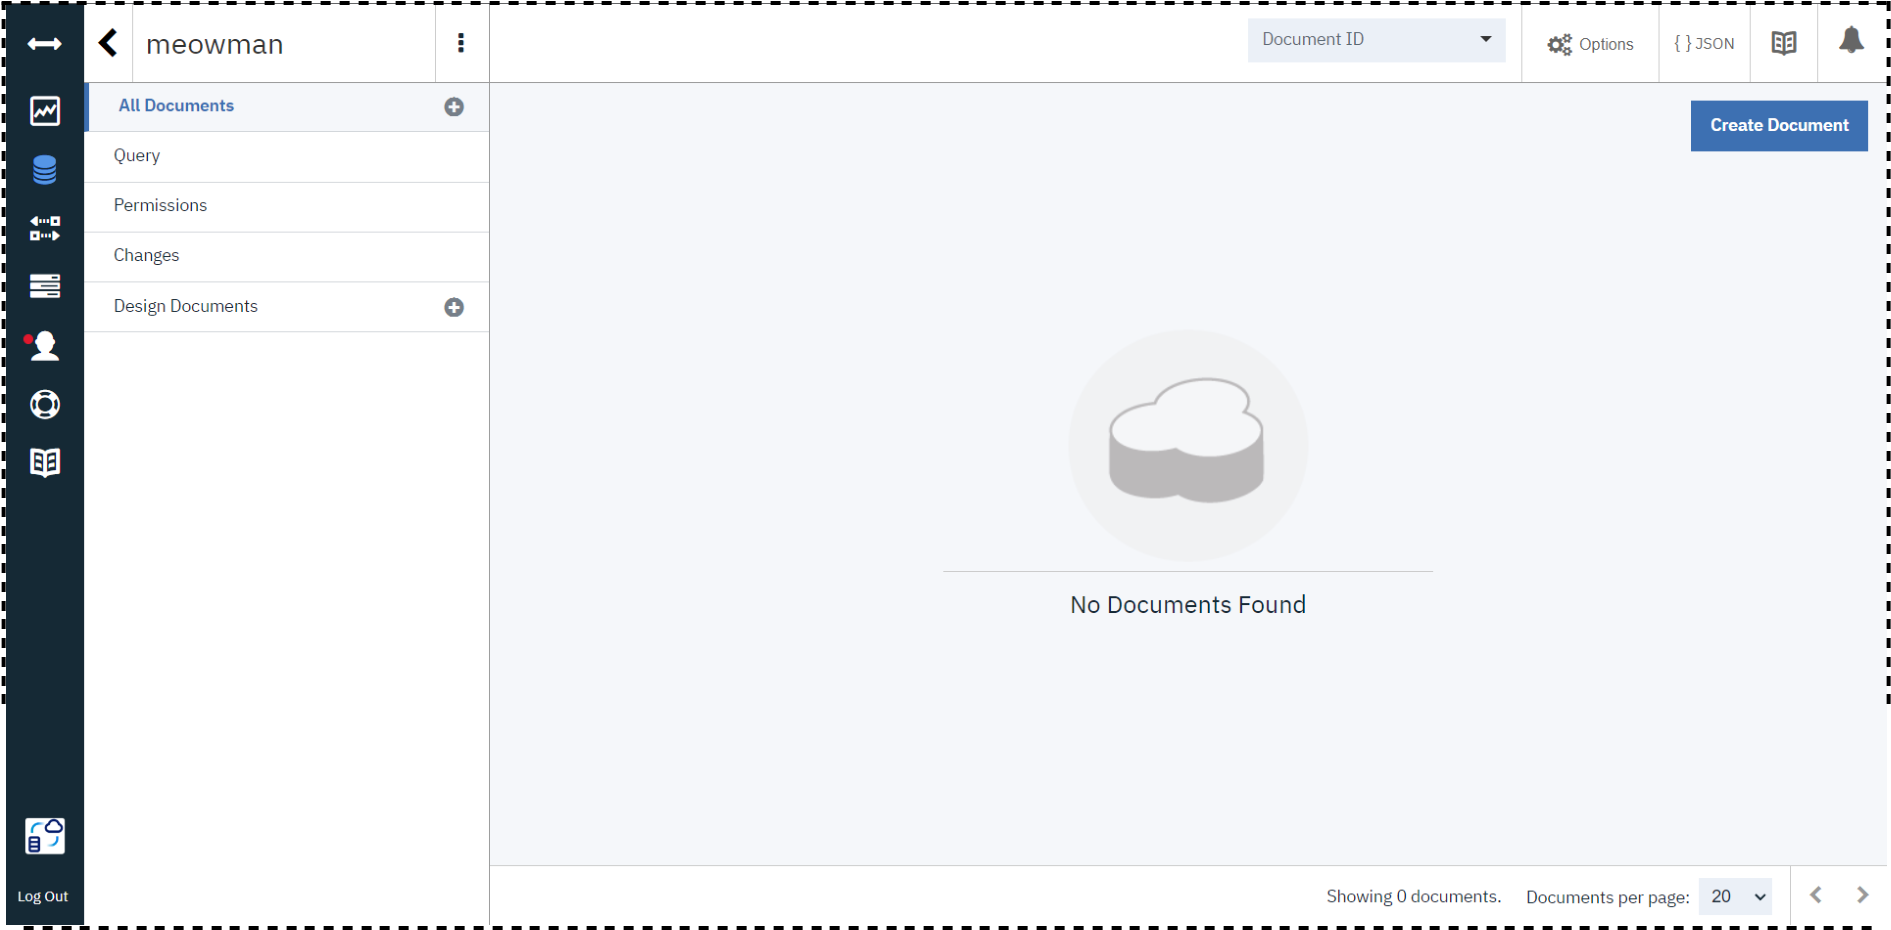 meowman
Document ID
Options
{ } JSON
All Documents
Create Document
Query
Permissions
Changes
Design Documents
No Documents Found
Log Out
Showing 0 documents.
Documents per page:
20